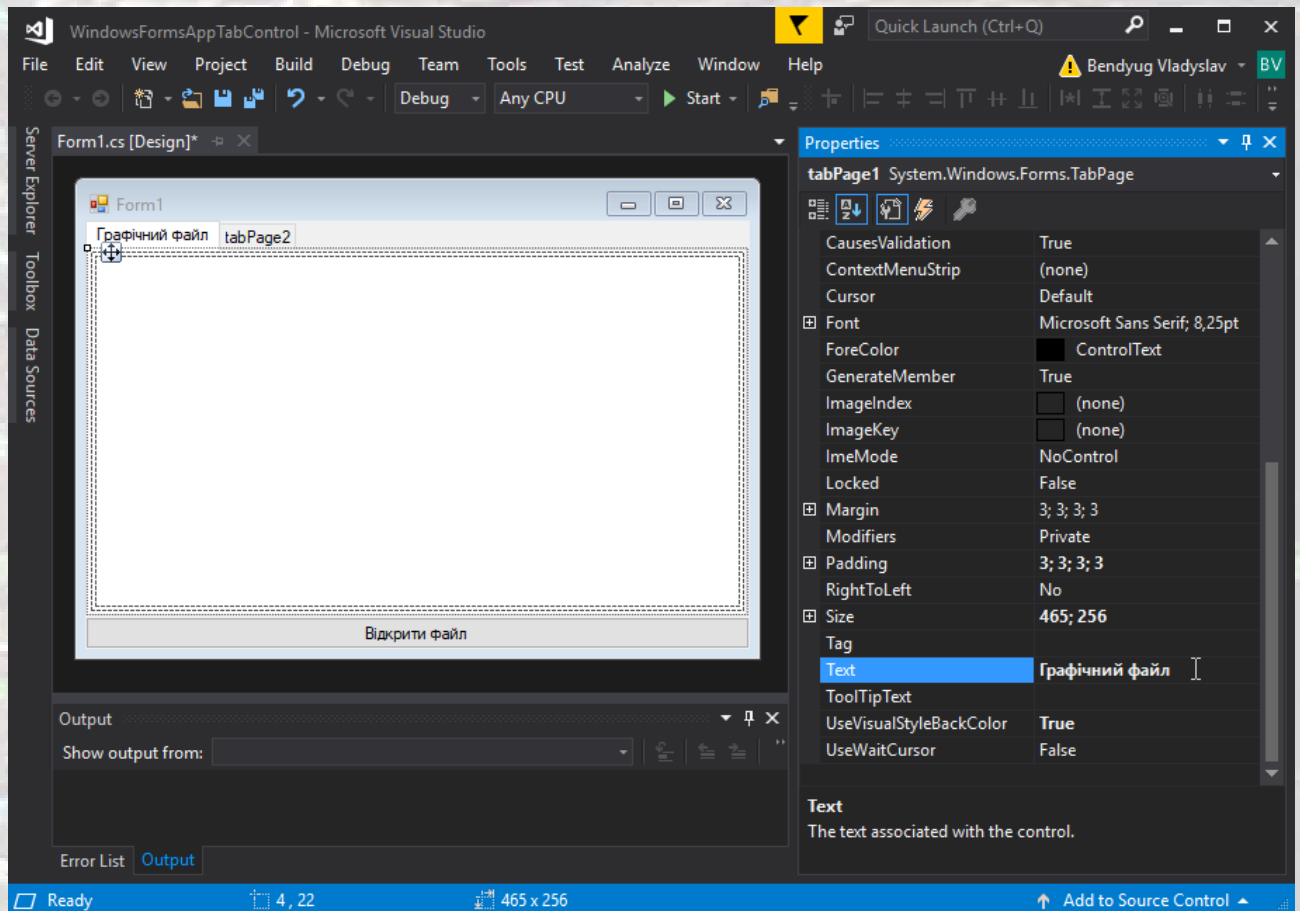 WindowsFormsAppTabControl - Microsoft Visual Studio
Quick Launch (Ctrl+Q)
File Edit View Project Build Debug Team Tools Test Analyze Window Help
Bendyug Vladyslav BV
Debug Any CPU Start
Server Explorer
Toolbox
Data Sources
Form1.cs [Design]*
Form1
Графічний файл tabPage2
Відкрити файл
Output
Show output from:
Error List Output
Properties
tabPage1 System.Windows.Forms.TabPage
CausesValidation True
ContextMenuStrip (none)
Cursor Default
Font Microsoft Sans Serif; 8,25pt
ForeColor ControlText
GenerateMember True
ImageIndex (none)
ImageKey (none)
ImeMode NoControl
Locked False
Margin 3; 3; 3; 3
Modifiers Private
Padding 3; 3; 3; 3
RightToLeft No
Size 465; 256
Tag
Text Графічний файл
ToolTipText
UseVisualStyleBackColor True
UseWaitCursor False
Text
The text associated with the control.
Ready 4 , 22 465 x 256 Add to Source Control